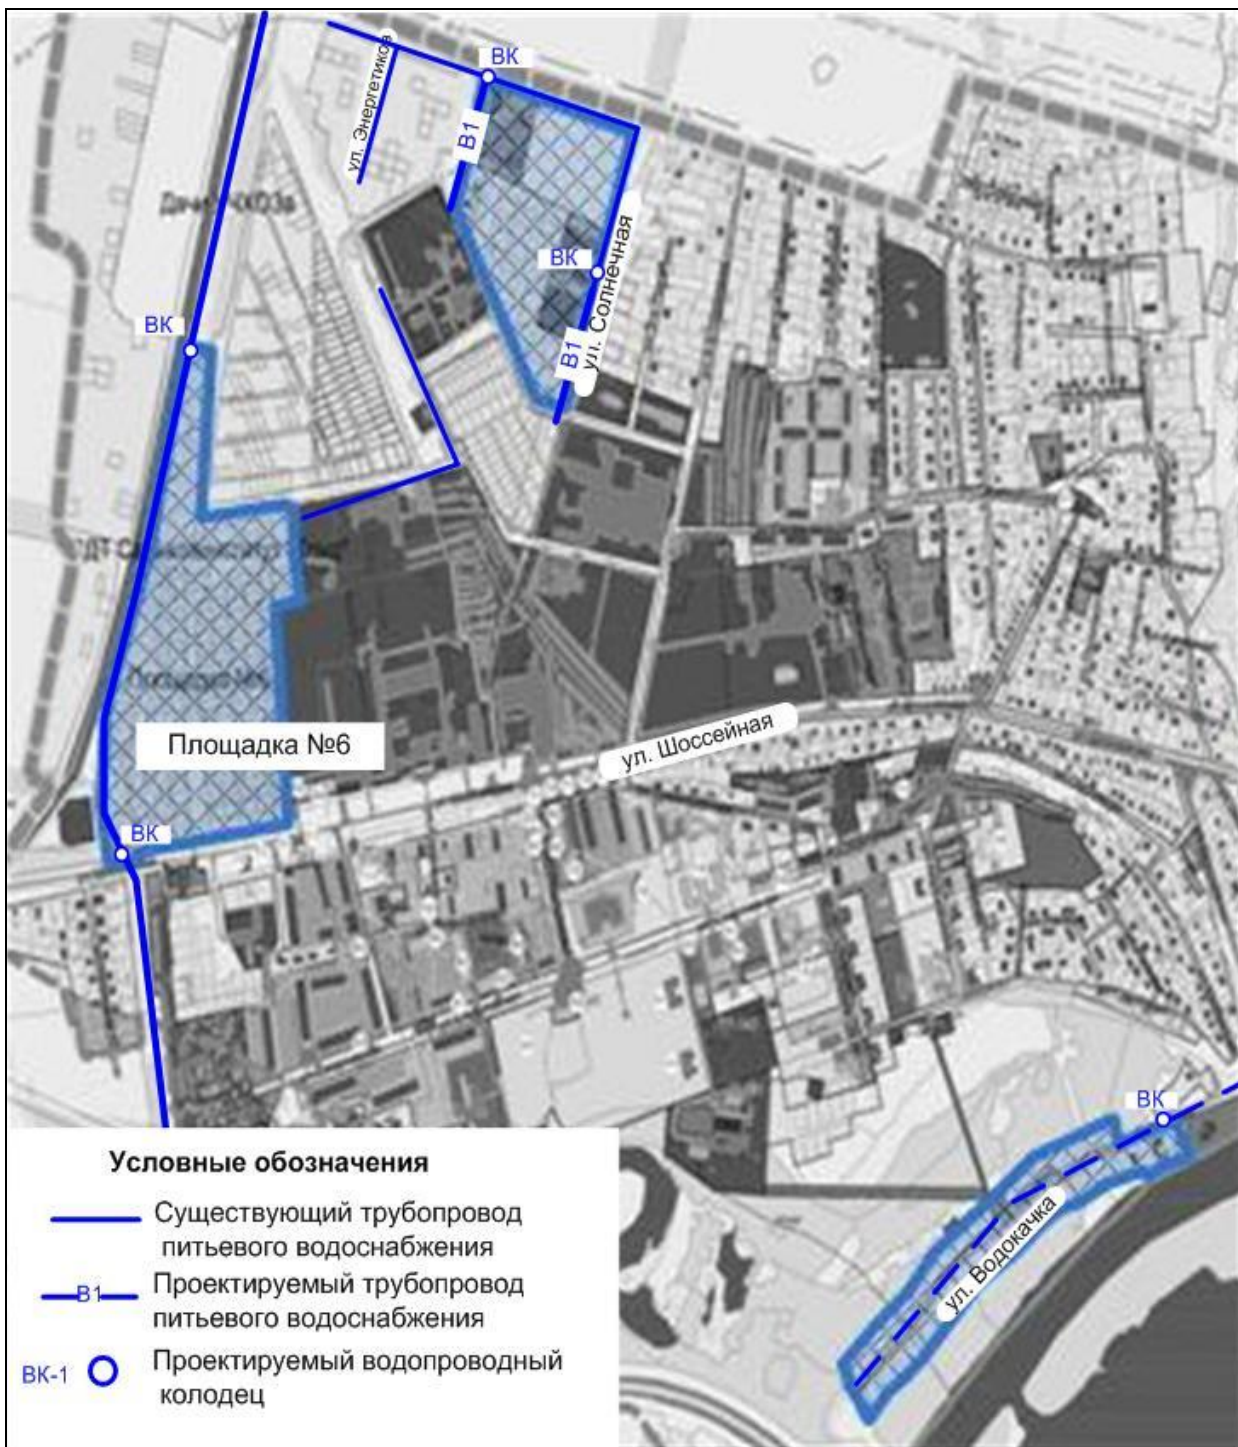 ВК
ул. Энергетиков
В1
ВК
ул. Солнечная
В1
ВК
Площадка №6
ул. Шоссейная
ВК
ВК
ул. Водокачка
Условные обозначения
Существующий трубопровод
питьевого водоснабжения
В1
Проектируемый трубопровод
питьевого водоснабжения
ВК-1
Проектируемый водопроводный
колодец